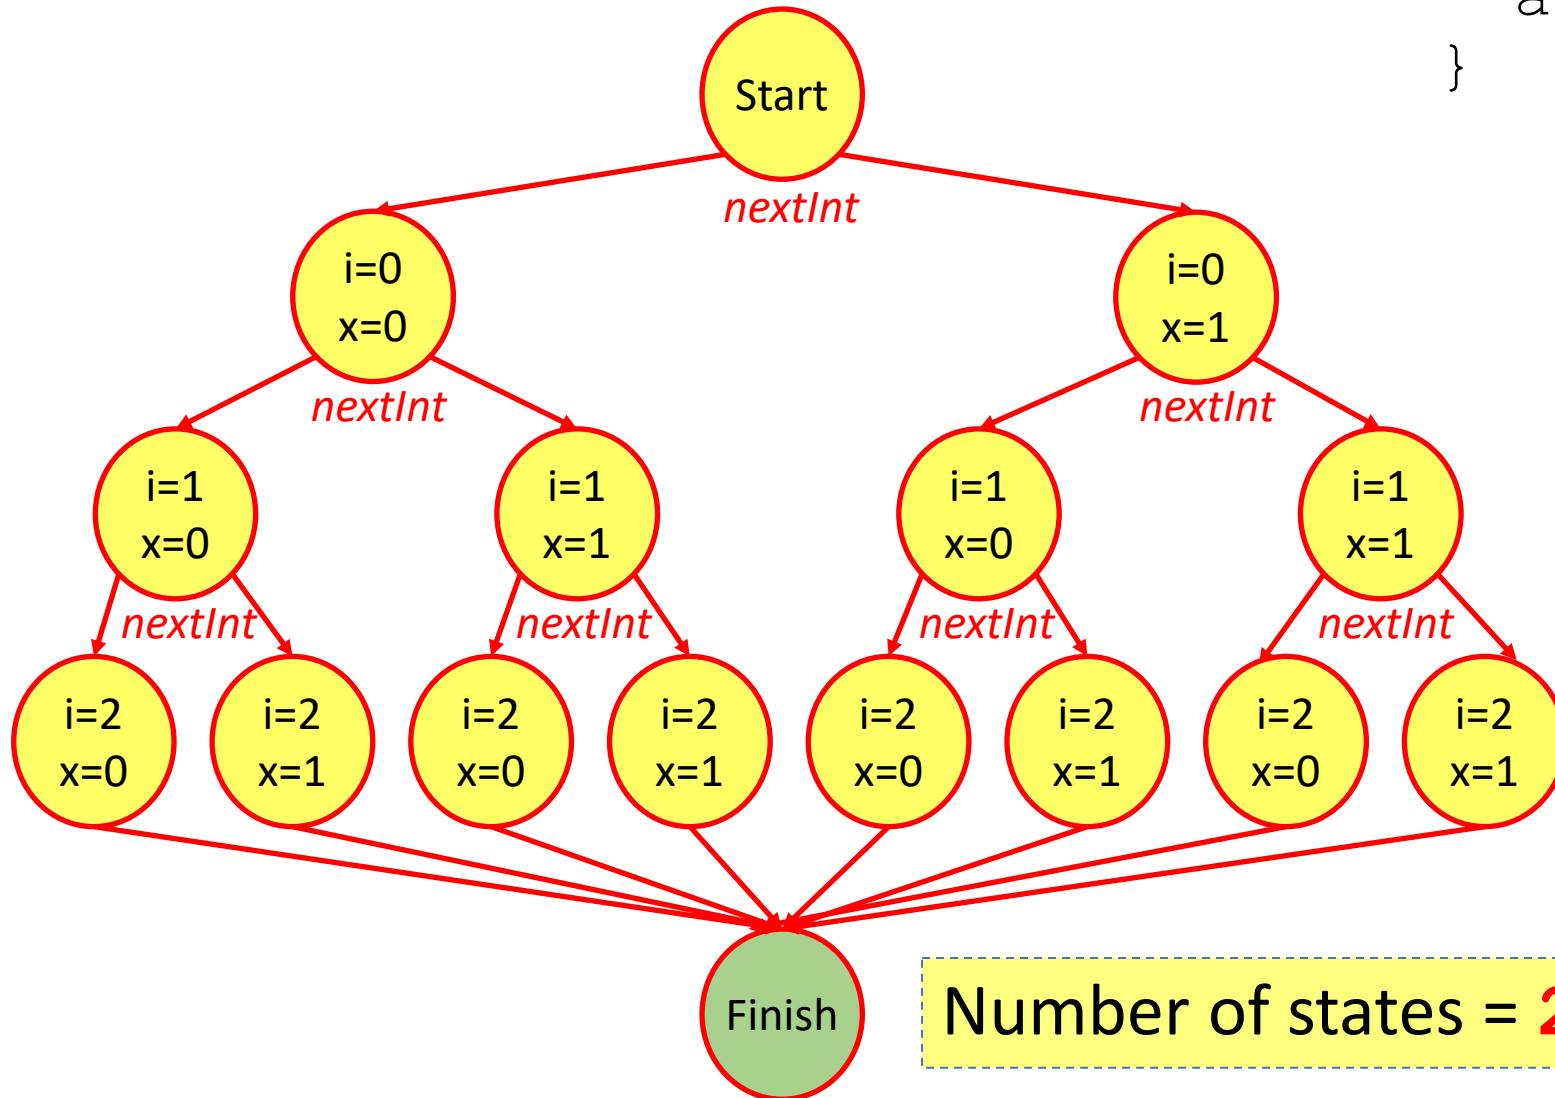 a
}
Start
nextInt
i=0
x=0
i=0
x=1
nextInt
nextInt
i=1
x=0
i=1
x=1
i=1
x=0
i=1
x=1
nextInt
nextInt
nextInt
nextInt
i=2
x=0
i=2
x=1
i=2
x=0
i=2
x=1
i=2
x=0
i=2
x=1
i=2
x=0
i=2
x=1
Finish
Number of states = 2